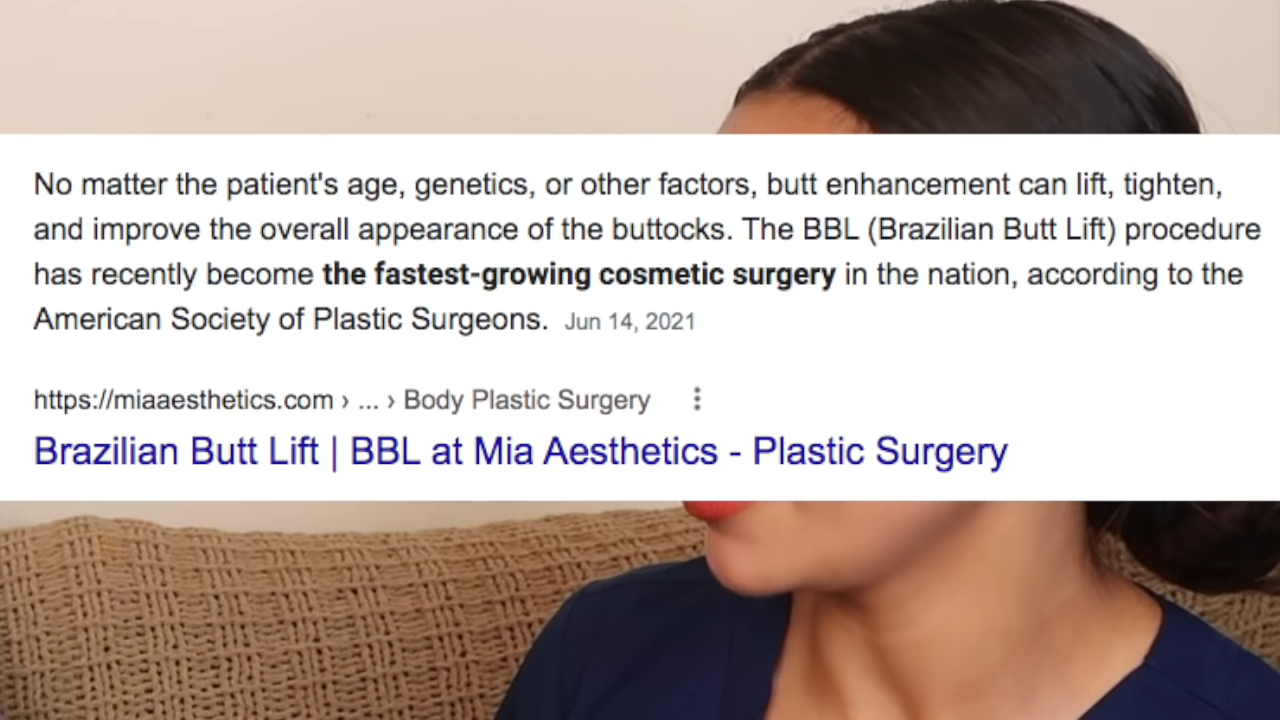 No matter the patient's age, genetics, or other factors, butt enhancement can lift, tighten,
and improve the overall appearance of the buttocks. The BBL (Brazilian Butt Lift) procedure
has recently become the fastest-growing cosmetic surgery in the nation, according to the
American Society of Plastic Surgeons. Jun 14, 2021
https://miaaesthetics.com › ... › Body Plastic Surgery
Brazilian Butt Lift | BBL at Mia Aesthetics - Plastic Surgery